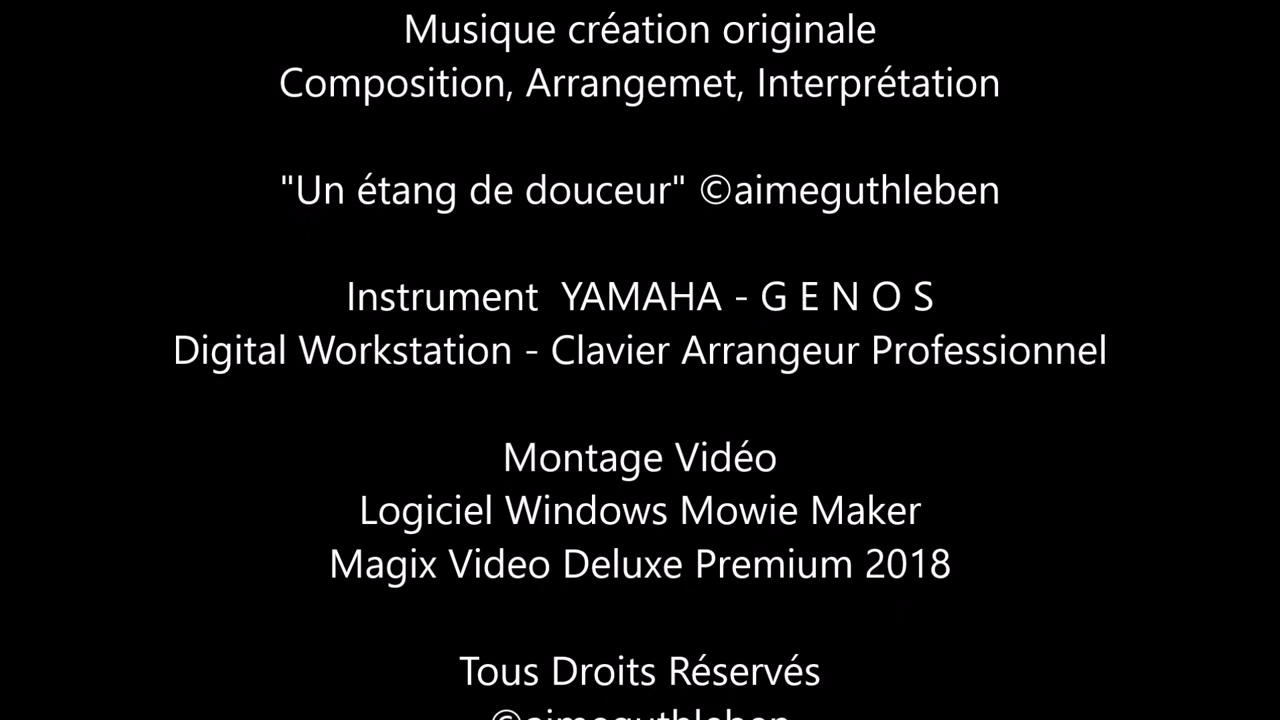 Musique création originale
Composition, Arrangemet, Interprétation
"Un étang de douceur" ©aimeguthleben
Instrument  YAMAHA - G E N O S
Digital Workstation - Clavier Arrangeur Professionnel
Montage Vidéo
Logiciel Windows Mowie Maker
Magix Video Deluxe Premium 2018
Tous Droits Réservés
©aimeguthleben